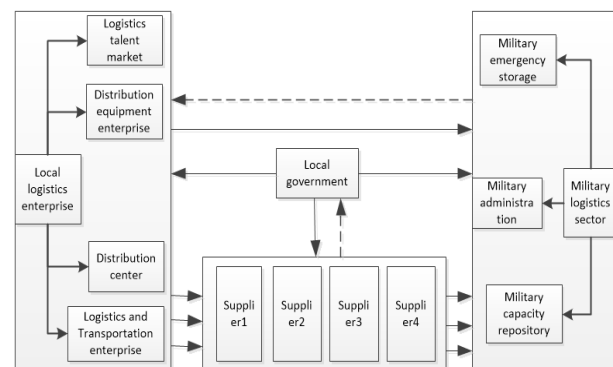 Logistics
talent
market
Distribution
equipment
enterprise
Local
logistics
enterprise
Distribution
center
Logistics and
Transportation
enterprise
Local
government
Suppli
er1
Suppli
er2
Suppli
er3
Suppli
er4
Military
emergency
storage
Military
administra
tion
Military
logistics
sector
Military
capacity
repository